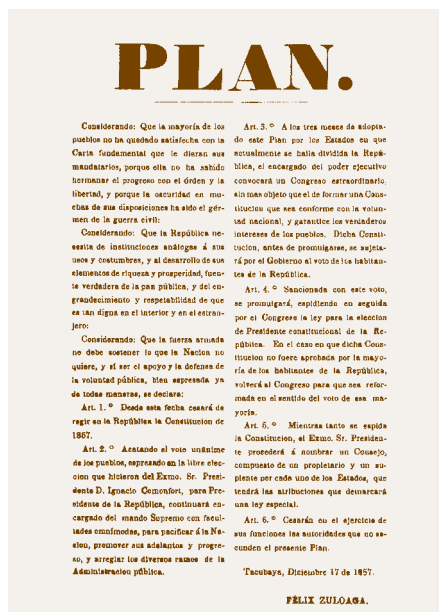 PLAN.
Considerando: Que la mayoría de los
pueblos no ha quedado satisfecha con la
Carta fundamental que le dieran sus
mandatarios, porque ella no ha sabido
hermanar el progreso con el órden y la
libertad, y porque la oscuridad en mu-
chas de sus disposiciones ha sido el gér-
men de la guerra civil:
Considerando: Que la República ne-
cesita de instituciones análogas á sus
usos y costumbres, y al desarrollo de sus
elementos de riqueza y prosperidad, fuen-
te verdadera de la paz pública, y del en-
grandecimiento y respetabilidad de que
es tan digna en el interior y en el estran-
jero:
Considerando: Que la fuerza armada
no debe sostener lo que la Nacion no
quiere, y sí ser el apoyo y la defensa de
la voluntad pública, bien espresada ya
de todas maneras, se declara:
Art. 1.º Desde esta fecha cesará de
regir en la República la Constitucion de
1857.
Art. 2.º Acatando el voto unánime
de los pueblos, espresado en la libre elec-
cion que hicieron del Exmo. Sr. Presi-
dente D. Ignacio Comonfort, para Pre-
sidente de la República, continuará en-
cargado del mando Supremo con facul-
tades omnímodas, para pacificar á la Na-
cion, promover sus adelantos y progre-
so, y arreglar los diversos ramos de la
Administracion pública.
Art. 3.º A los tres meses de adopta-
do este Plan por los Estados en que
actualmente se halla dividida la Repú-
blica, el encargado del poder ejecutivo
convocará un Congreso estraordinario,
sin mas objeto que el de formar una Cons-
titucion que sea conforme con la volun-
tad nacional, y garantice los verdaderos
intereses de los pueblos. Dicha Consti-
tucion, antes de promulgarse, se sujeta-
rá por el Gobierno al voto de los habitan-
tes de la República.
Art. 4.º Sancionada con este voto,
se promulgará, espidiendo en seguida
por el Congreso la ley para la eleccion
de Presidente constitucional de la Re-
pública. En el caso en que dicha Cons-
titucion no fuere aprobada por la mayo-
ría de los habitantes de la República,
volverá al Congreso para que sea refor-
mada en el sentido del voto de esa ma-
yoría.
Art. 5.º Mientras tanto se espida
la Constitucion, el Exmo. Sr. Presiden-
te procederá á nombrar un Consejo,
compuesto de un propietario y un su-
plente por cada uno de los Estados, que
tendrá las atribuciones que demarcará
una ley especial.
Art. 6.º Cesarán en el ejercicio de
sus funciones las autoridades que no se-
cunden el presente Plan.
Tacubaya, Diciembre 17 de 1857.
FÉLIX ZULOAGA.